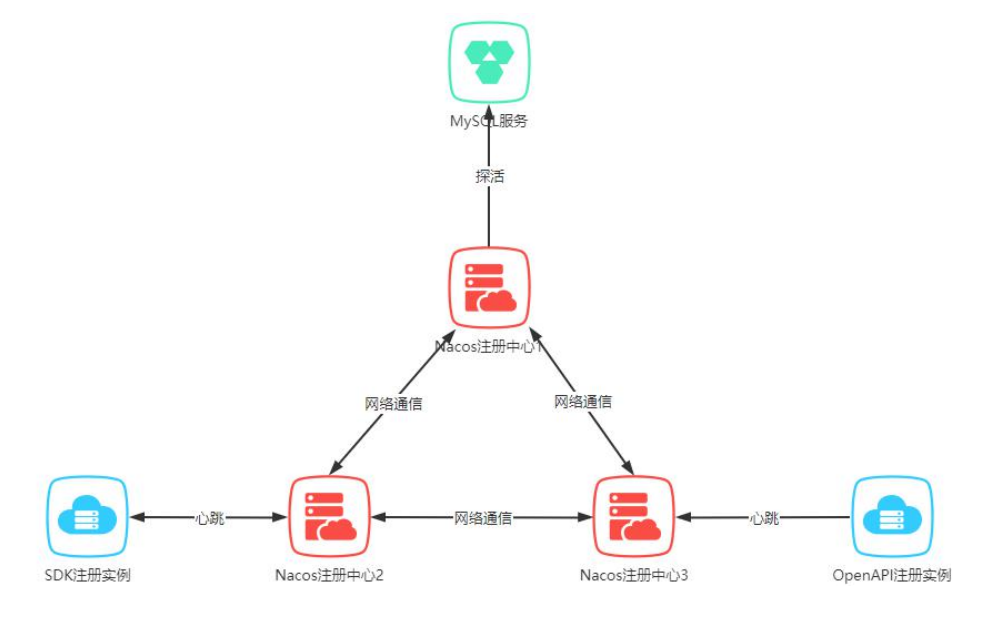 MySQL服务
探活
Nacos注册中心1
网络通信
网络通信
心跳
网络通信
心跳
SDK注册实例
Nacos注册中心2
Nacos注册中心3
OpenAPI注册实例